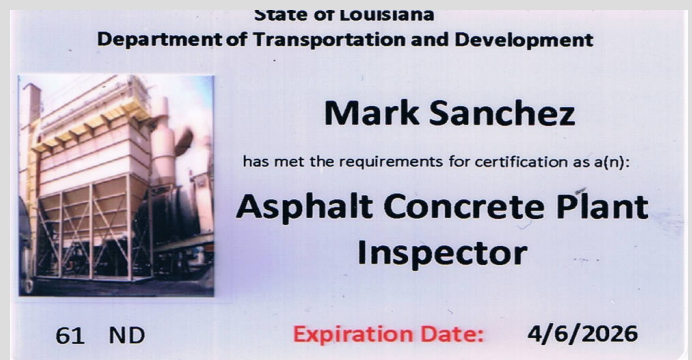 State of Louisiana
Department of Transportation and Development
Mark Sanchez
has met the requirements for certification as a(n):
Asphalt Concrete Plant
Inspector
61 ND
Expiration Date: 4/6/2026